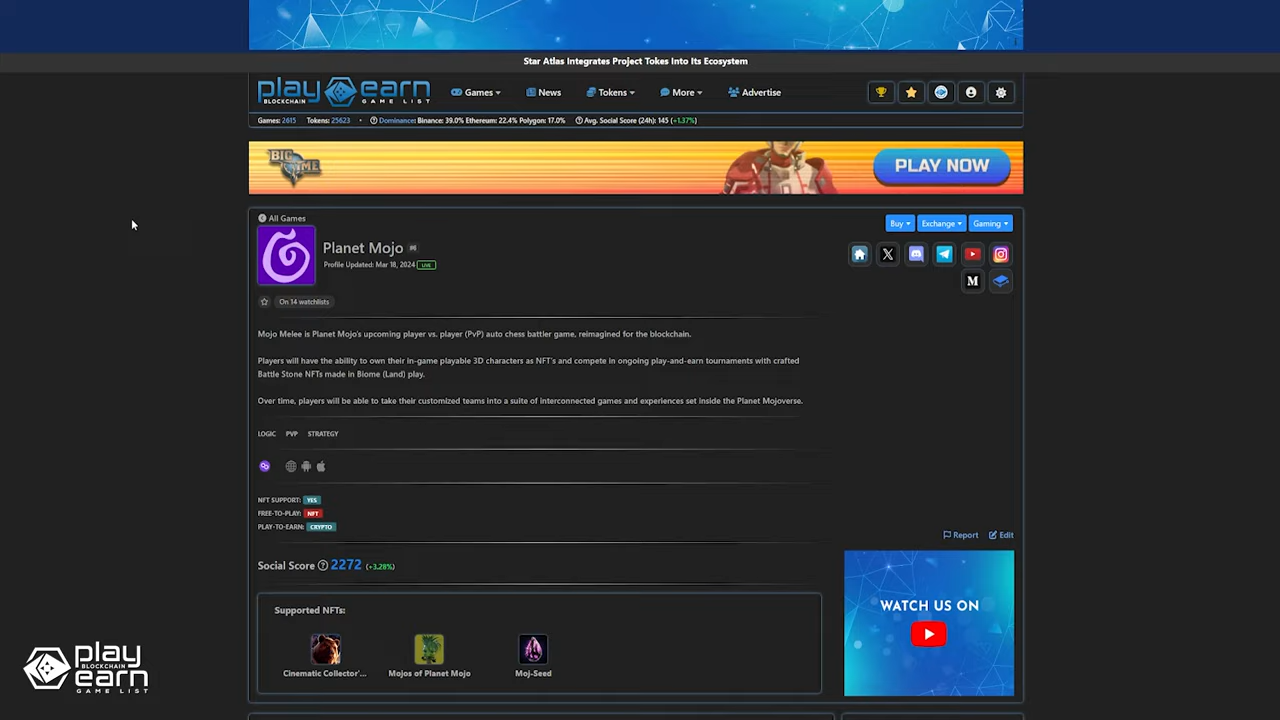 Star Atlas Integrates Project Tokes Into Its Ecosystem
play earn
BLOCKCHAIN GAME LIST
Games
News
Tokens
More
Advertise
Games: 2615 Tokens: 25623 • Dominance: Binance: 39.0% Ethereum: 22.4% Polygon: 17.0% Avg. Social Score (24h): 145 (+1.37%)
BIG TIME
PLAY NOW
All Games
Buy
Exchange
Gaming
Planet Mojo
Profile Updated: Mar 18, 2024 LIVE
On 14 watchlists
Mojo Melee is Planet Mojo's upcoming player vs. player (PvP) auto chess battler game, reimagined for the blockchain.
Players will have the ability to own their in-game playable 3D characters as NFT's and compete in ongoing play-and-earn tournaments with crafted
Battle Stone NFTs made in Biome (Land) play.
Over time, players will be able to take their customized teams into a suite of interconnected games and experiences set inside the Planet Mojoverse.
LOGIC PVP STRATEGY
NFT SUPPORT: YES
FREE-TO-PLAY: NFT
PLAY-TO-EARN: CRYPTO
Report Edit
Social Score 2272 (+3.28%)
WATCH US ON
Supported NFTs:
Cinematic Collector'...
Mojos of Planet Mojo
Moj-Seed
play
BLOCKCHAIN
earn
GAME LIST